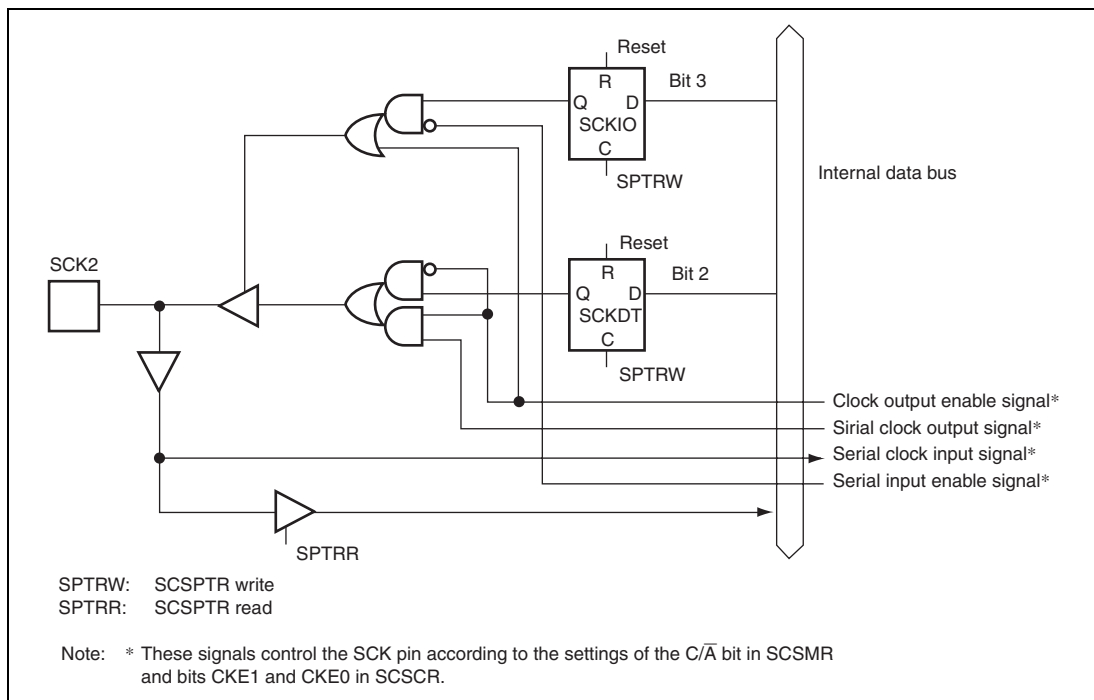 Reset
R
Bit 3
Q D
SCKIO
C
SPTRW
Internal data bus
Reset
R
Bit 2
Q D
SCKDT
C
SPTRW
SCK2
Clock output enable signal*
Sirial clock output signal*
Serial clock input signal*
Serial input enable signal*
SPTRR
SPTRW: SCSPTR write
SPTRR: SCSPTR read
Note: * These signals control the SCK pin according to the settings of the C/A̅ bit in SCSMR
and bits CKE1 and CKE0 in SCSCR.